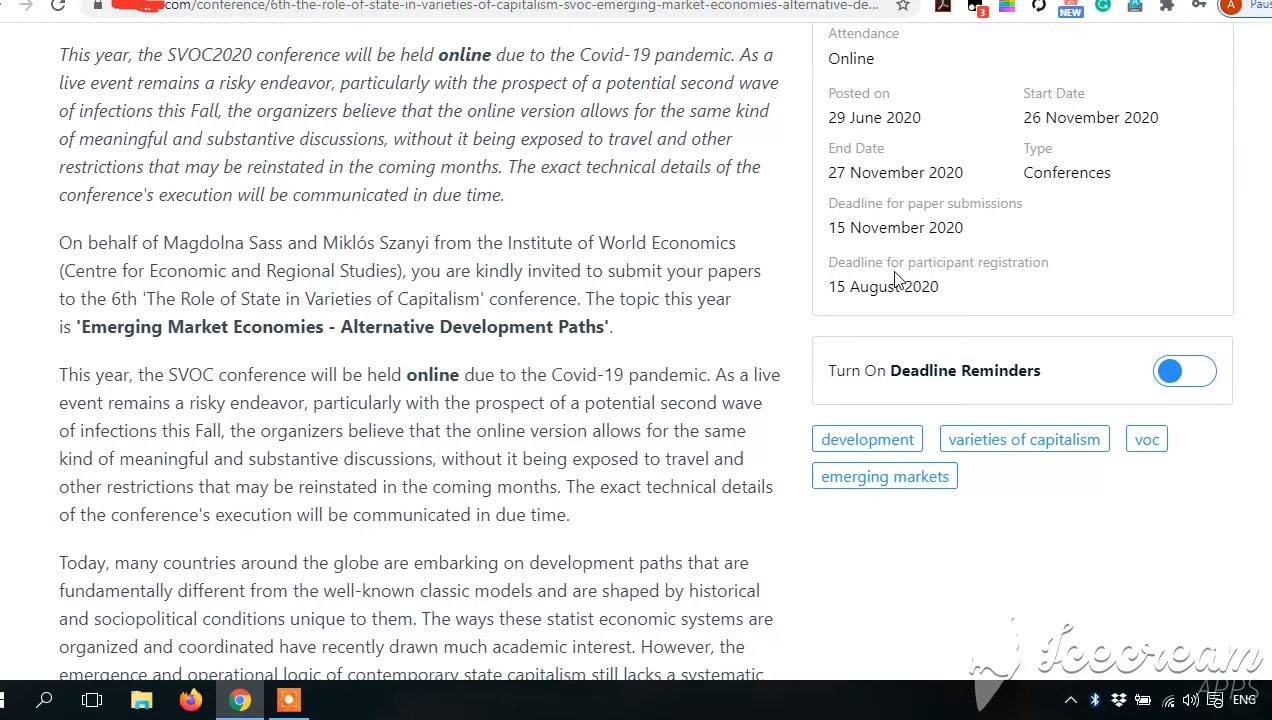 .com/conference/6th-the-role-of-state-in-varieties-of-capitalism-svoc-emerging-market-economies-alternative-de...
3
NEW
A
Paus
This year, the SVOC2020 conference will be held online due to the Covid-19 pandemic. As a
live event remains a risky endeavor, particularly with the prospect of a potential second wave
of infections this Fall, the organizers believe that the online version allows for the same kind
of meaningful and substantive discussions, without it being exposed to travel and other
restrictions that may be reinstated in the coming months. The exact technical details of the
conference's execution will be communicated in due time.
On behalf of Magdolna Sass and Miklós Szanyi from the Institute of World Economics
(Centre for Economic and Regional Studies), you are kindly invited to submit your papers
to the 6th 'The Role of State in Varieties of Capitalism' conference. The topic this year
is 'Emerging Market Economies - Alternative Development Paths'.
This year, the SVOC conference will be held online due to the Covid-19 pandemic. As a live
event remains a risky endeavor, particularly with the prospect of a potential second wave
of infections this Fall, the organizers believe that the online version allows for the same
kind of meaningful and substantive discussions, without it being exposed to travel and
other restrictions that may be reinstated in the coming months. The exact technical details
of the conference's execution will be communicated in due time.
Today, many countries around the globe are embarking on development paths that are
fundamentally different from the well-known classic models and are shaped by historical
and sociopolitical conditions unique to them. The ways these statist economic systems are
organized and coordinated have recently drawn much academic interest. However, the
emergence and operational logic of contemporary state capitalism still lacks a systematic
Attendance
Online
Posted on
29 June 2020
Start Date
26 November 2020
End Date
27 November 2020
Type
Conferences
Deadline for paper submissions
15 November 2020
Deadline for participant registration
15 August 2020
Turn On Deadline Reminders
development
varieties of capitalism
voc
emerging markets
Icecream
APPS
ENG